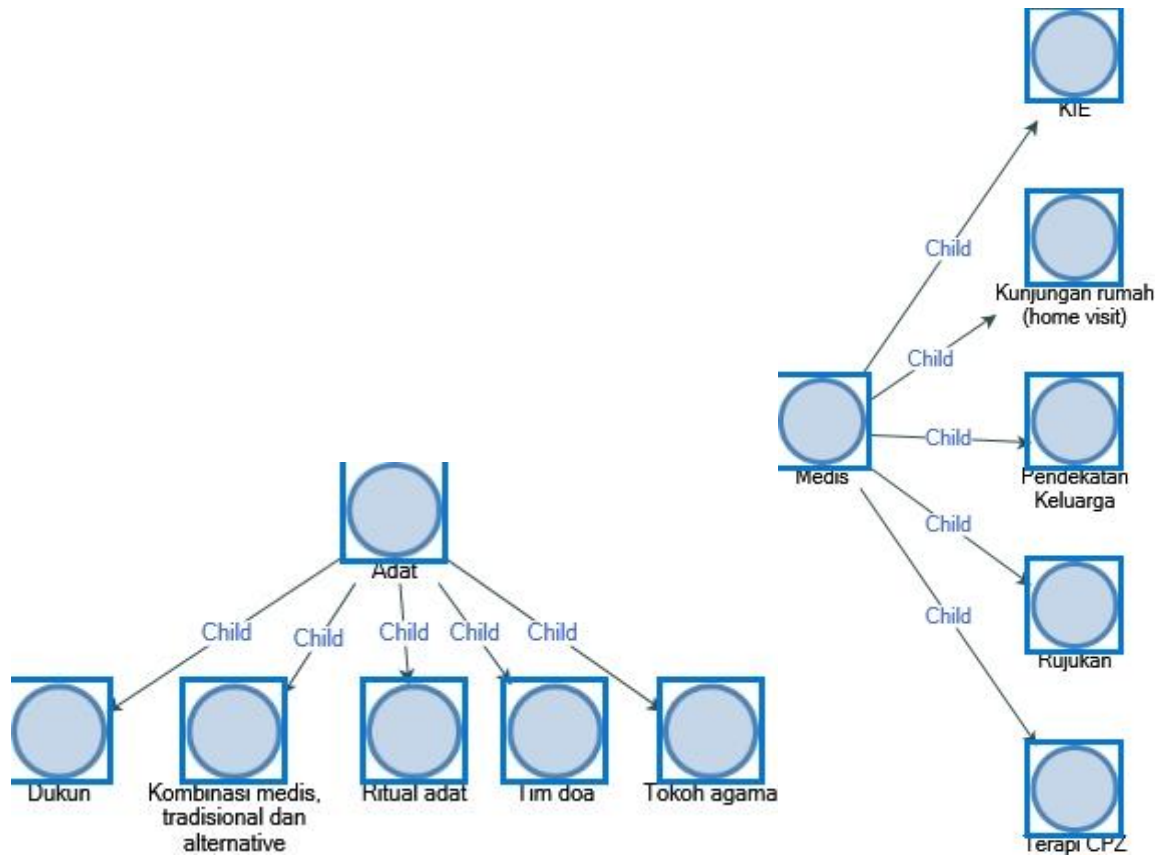 KIE
Child
Kunjungan rumah
(home visit)
Child
Medis
Child
Pendekatan
Keluarga
Child
Rujukan
Child
Terapi CPZ
Adat
Child
Child
Child
Child
Child
Dukun
Kombinasi medis,
tradisional dan
alternative
Ritual adat
Tim doa
Tokoh agama